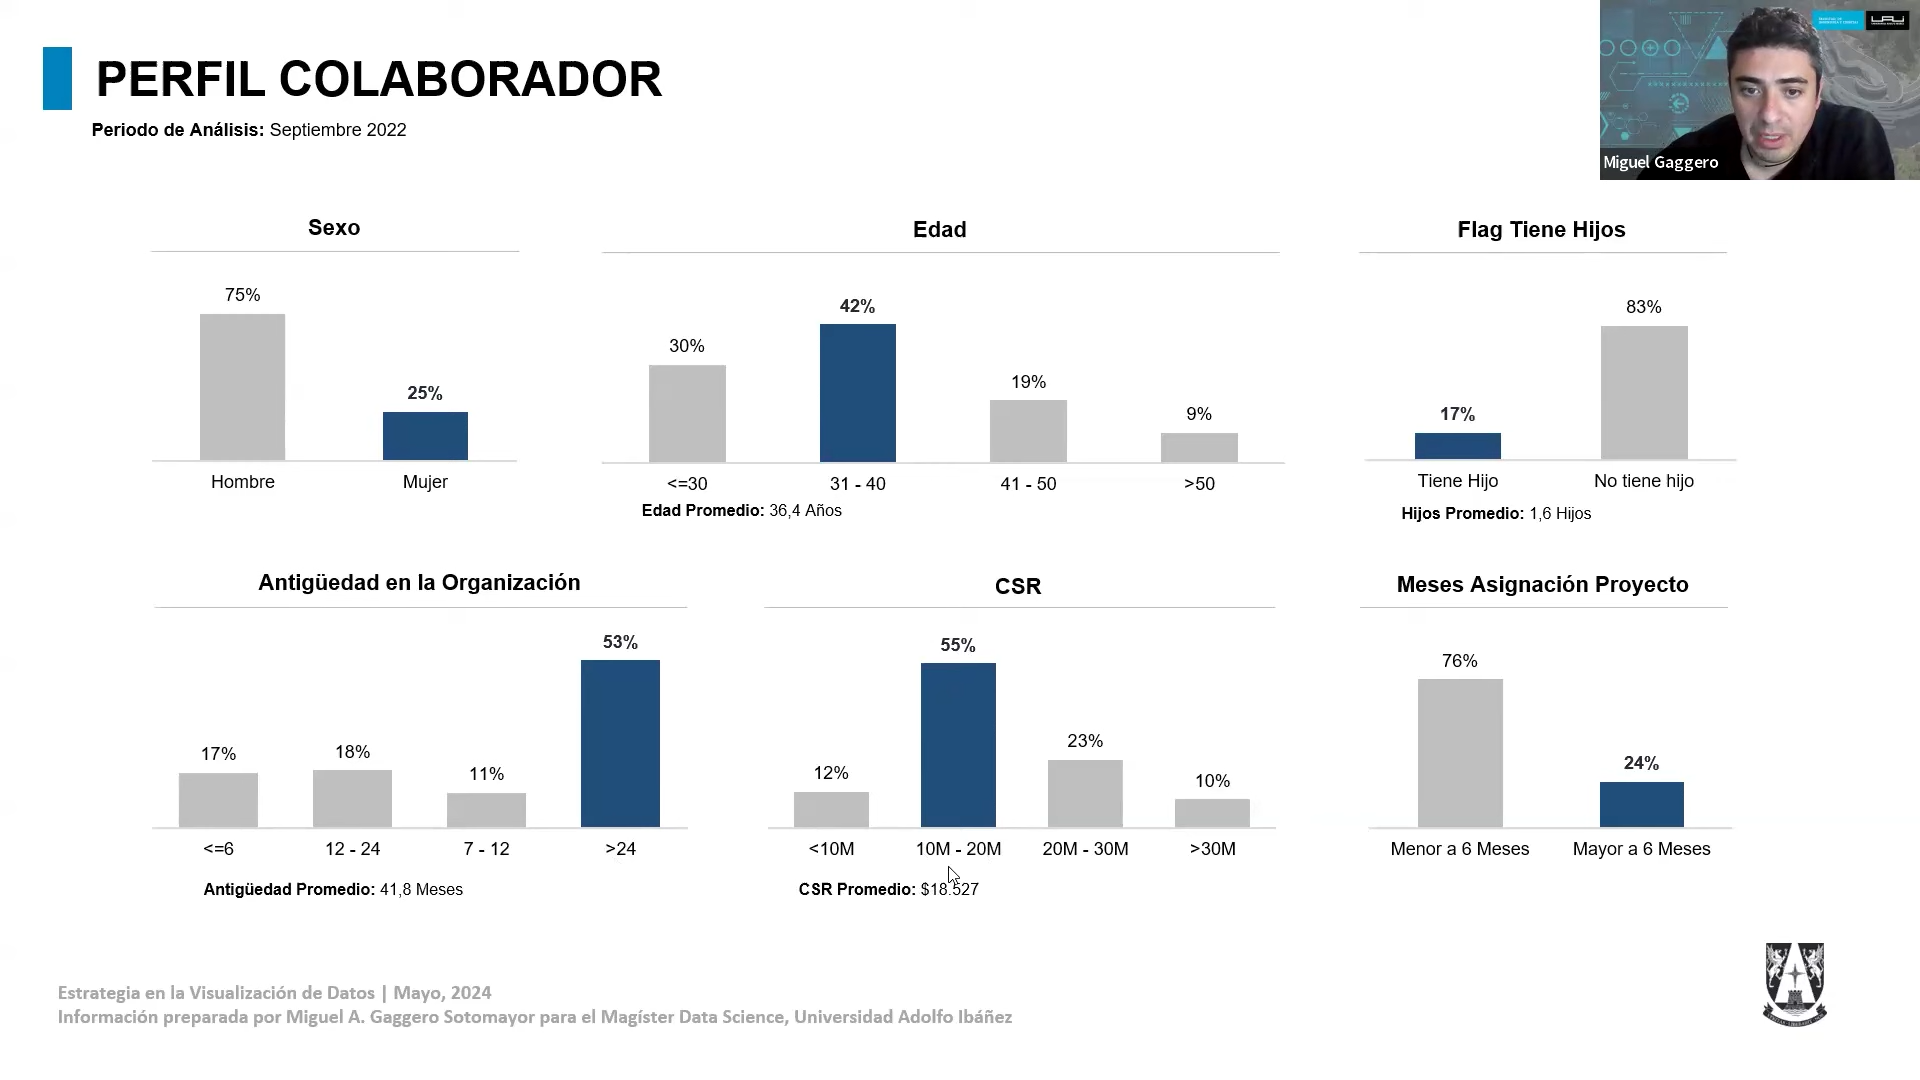 PERFIL COLABORADOR
Periodo de Análisis: Septiembre 2022
Miguel Gaggero
Sexo
75%
25%
Hombre
Mujer
Edad
30%
42%
19%
9%
<=30
31 - 40
41 - 50
>50
Edad Promedio: 36,4 Años
Flag Tiene Hijos
17%
83%
Tiene Hijo
No tiene hijo
Hijos Promedio: 1,6 Hijos
Antigüedad en la Organización
17%
18%
11%
53%
<=6
12 - 24
7 - 12
>24
Antigüedad Promedio: 41,8 Meses
CSR
12%
55%
23%
10%
<10M
10M - 20M
20M - 30M
>30M
CSR Promedio: $18.527
Meses Asignación Proyecto
76%
24%
Menor a 6 Meses
Mayor a 6 Meses
Estrategia en la Visualización de Datos | Mayo, 2024
Información preparada por Miguel A. Gaggero Sotomayor para el Magíster Data Science, Universidad Adolfo Ibáñez